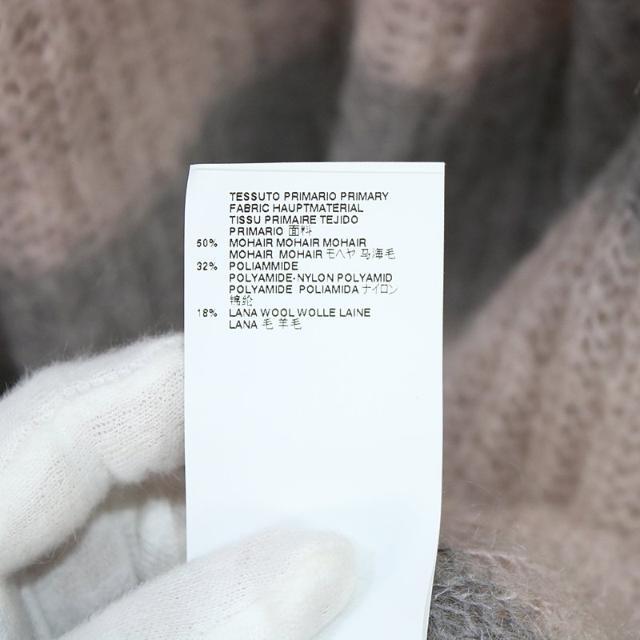 TESSUTO PRIMARIO PRIMARY
FABRIC HAUPTMATERIAL
TISSU PRIMAIRE TEJIDO
PRIMARIO 面料
50% MOHAIR MOHAIR MOHAIR
MOHAIR MOHAIR モヘヤ 马海毛
32% POLIAMMIDE
POLYAMIDE-NYLON POLYAMID
POLYAMIDE POLIAMIDA ナイロン
锦纶
18% LANA WOOL WOLLE LAINE
LANA 毛 羊毛